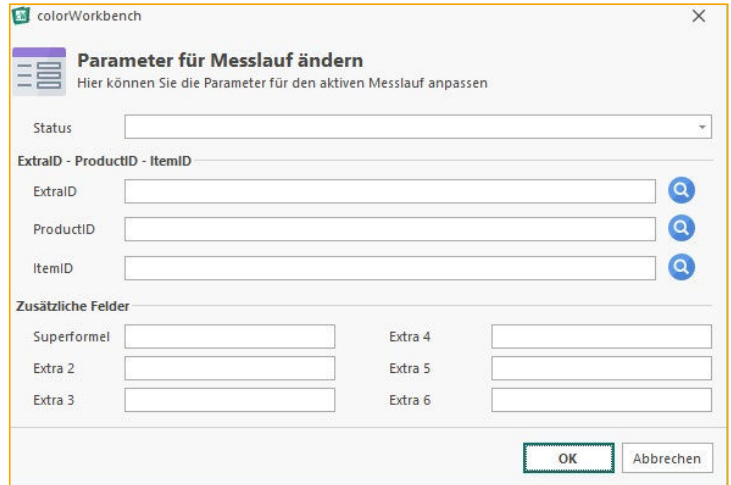 colorWorkbench
Parameter für Messlauf ändern
Hier können Sie die Parameter für den aktiven Messlauf anpassen
Status
ExtraID - ProductID - ItemID
ExtraID
ProductID
ItemID
Zusätzliche Felder
Superformel Extra 4
Extra 2 Extra 5
Extra 3 Extra 6
OK Abbrechen